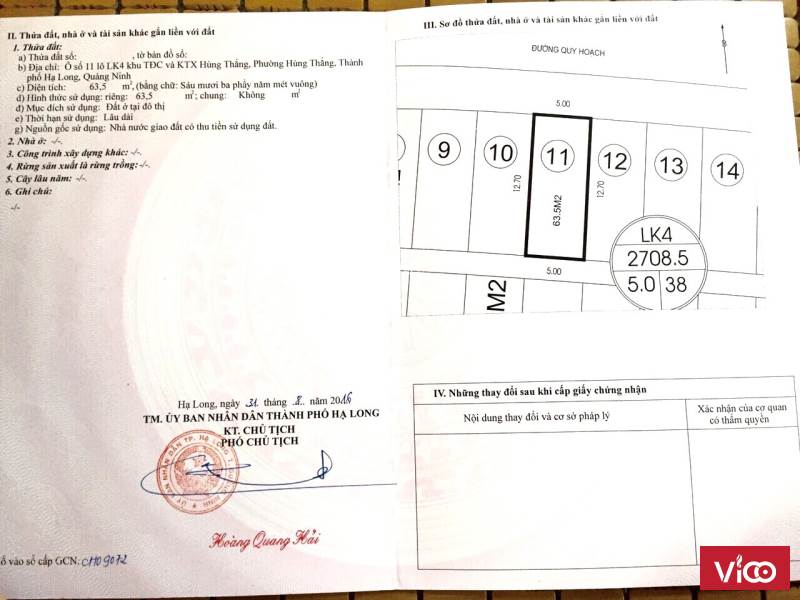 II. Thửa đất, nhà ở và tài sản khác gắn liền với đất
1. Thửa đất:
a) Thửa đất số: , tờ bản đồ số:
b) Địa chỉ: Ô số 11 lô LK4 khu TĐC và KTX Hùng Thắng, Phường Hùng Thắng, Thành
phố Hạ Long, Quảng Ninh
c) Diện tích: 63,5 m², (bằng chữ: Sáu mươi ba phẩy năm mét vuông)
d) Hình thức sử dụng: riêng: 63,5 m²; chung: Không m²
đ) Mục đích sử dụng: Đất ở tại đô thị
e) Thời hạn sử dụng: Lâu dài
g) Nguồn gốc sử dụng: Nhà nước giao đất có thu tiền sử dụng đất.
2. Nhà ở: -/-.
3. Công trình xây dựng khác: -/-.
4. Rừng sản xuất là rừng trồng: -/-.
5. Cây lâu năm: -/-.
6. Ghi chú:
-/-
Hạ Long, ngày 31 tháng 8 năm 2016
TM. ỦY BAN NHÂN DÂN THÀNH PHỐ HẠ LONG
KT. CHỦ TỊCH
PHÓ CHỦ TỊCH
Hoàng Quang Hải
ố vào sổ cấp GCN: CH09072
III. Sơ đồ thửa đất, nhà ở và tài sản khác gắn liền với đất
B
ĐƯỜNG QUY HOẠCH
5.00
9
10
11
12
13
14
12.70
63.5M2
12.70
5.00
LK4
2708.5
5.0 38
M2
IV. Những thay đổi sau khi cấp giấy chứng nhận
Nội dung thay đổi và cơ sở pháp lý
Xác nhận của cơ quan
có thẩm quyền
Vicoo